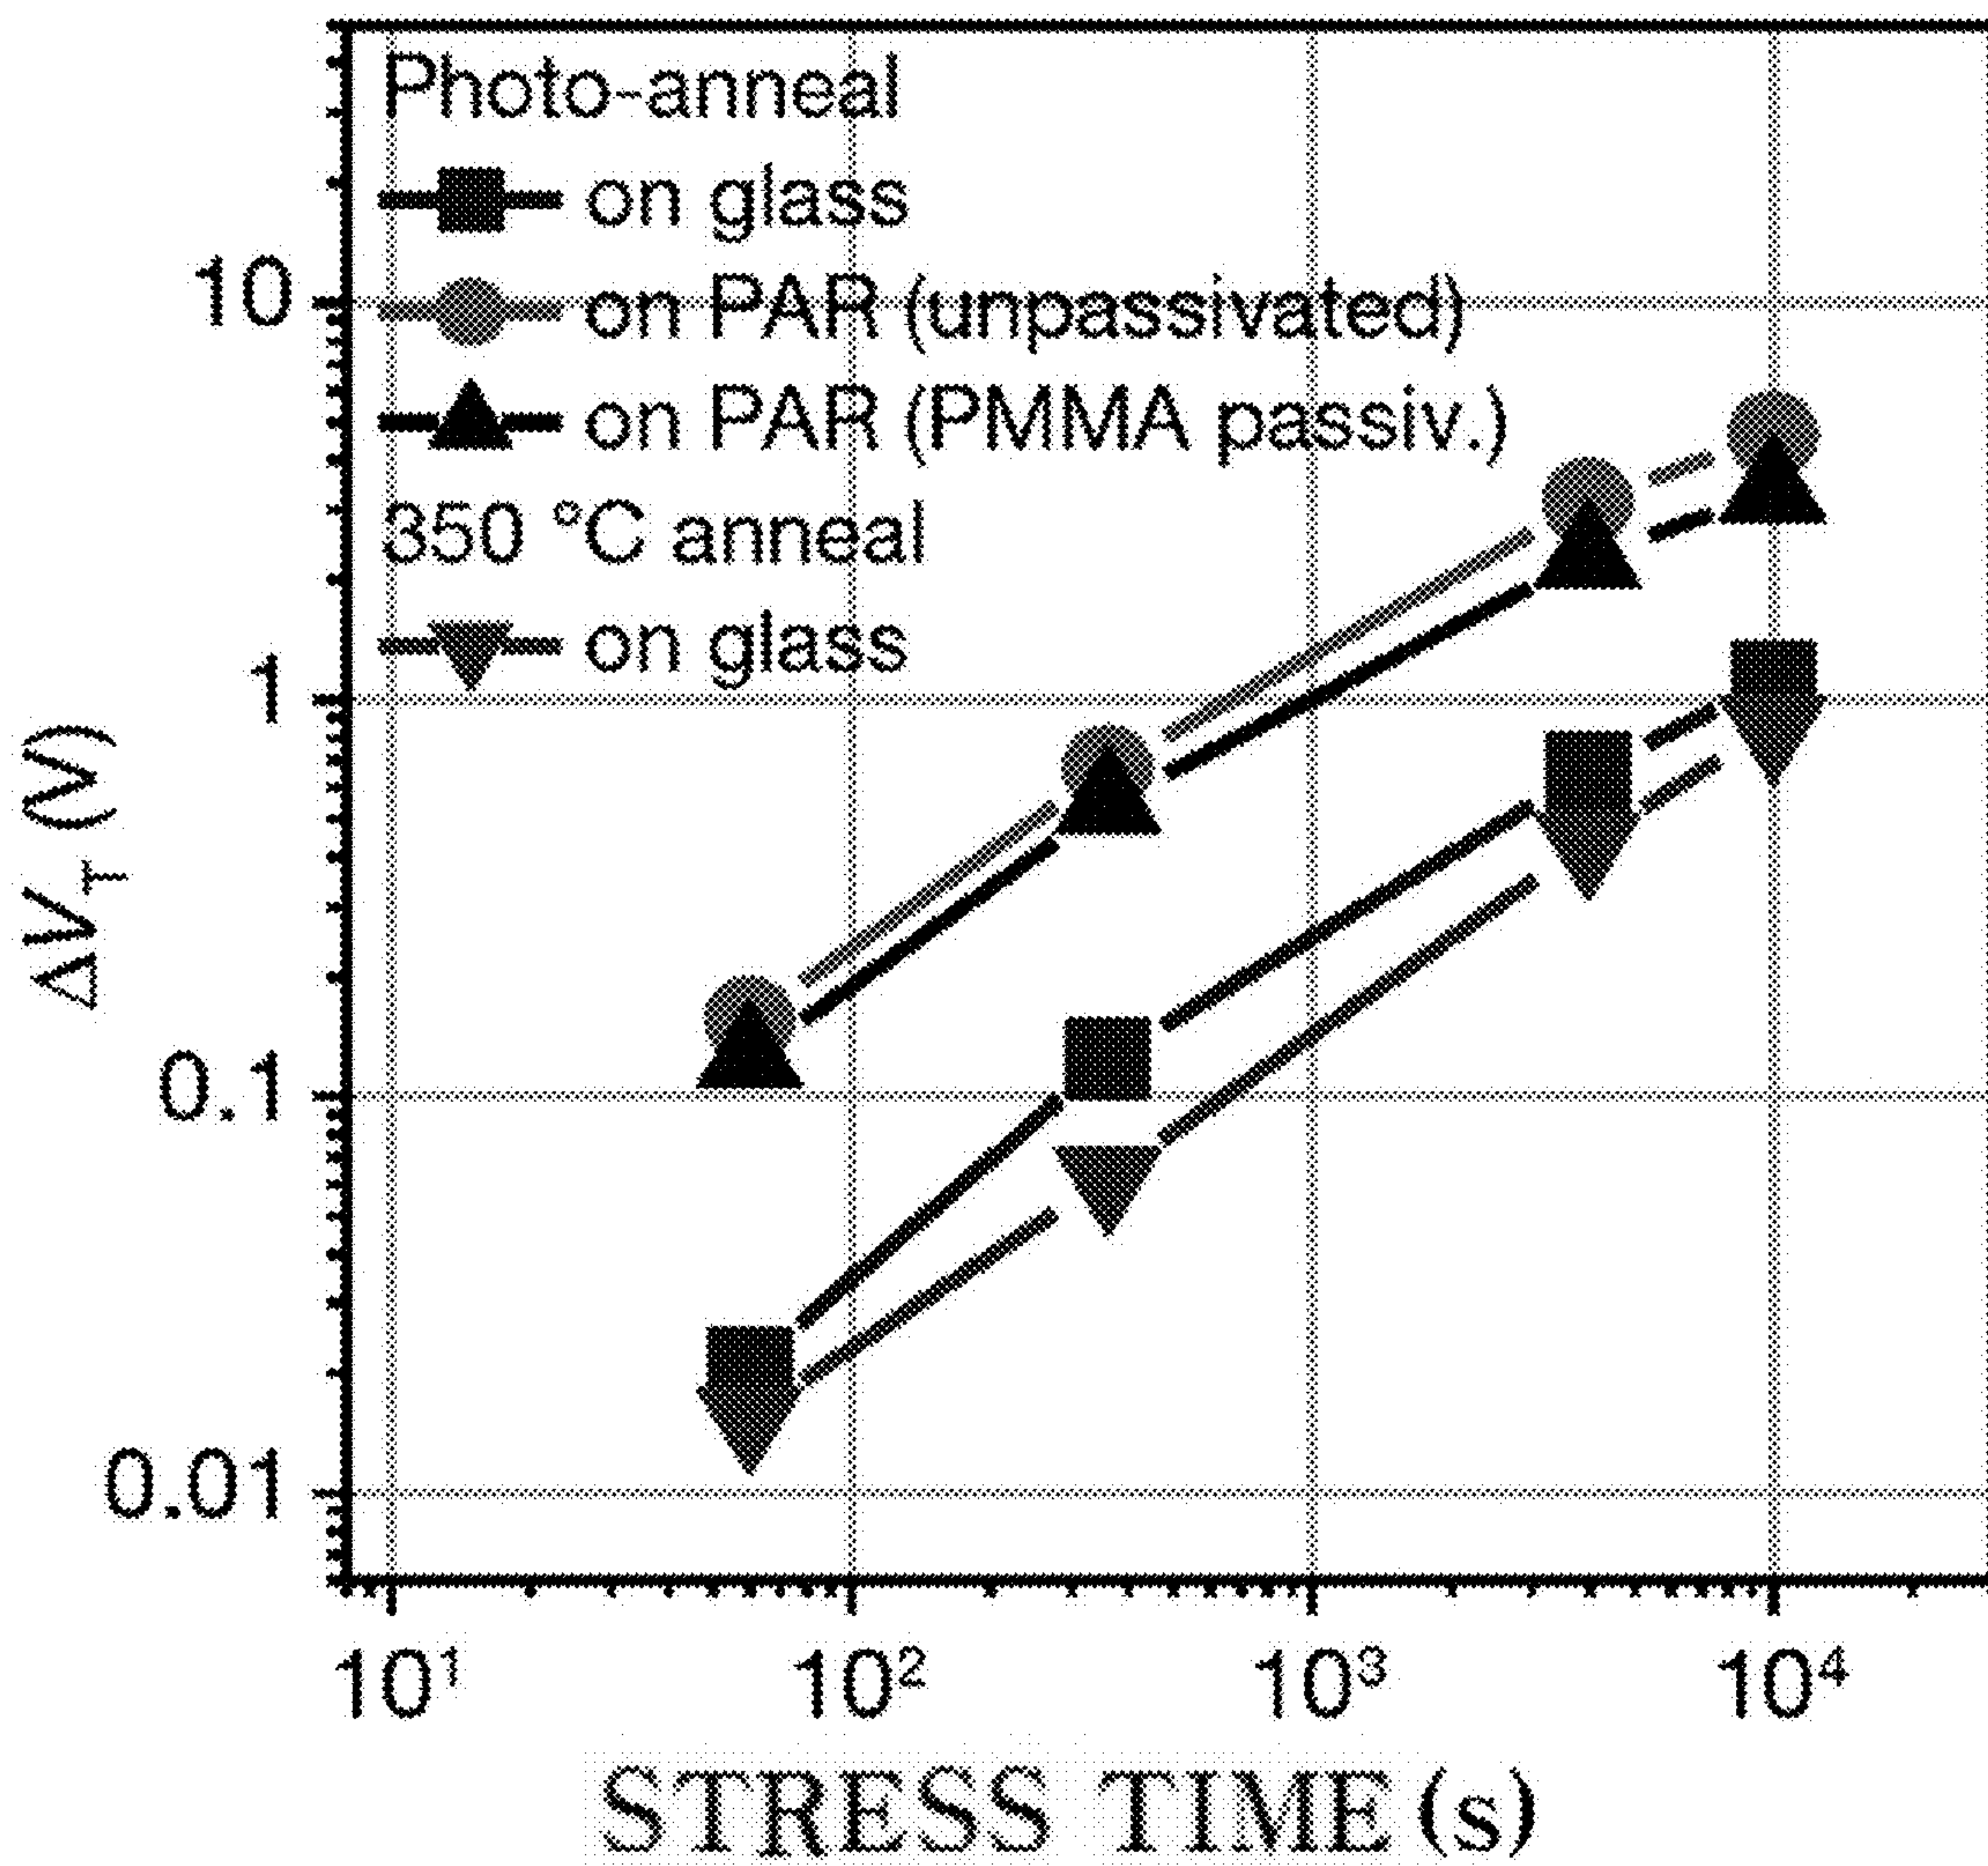 Photo-anneal
on glass
on PAR (unpassivated)
on PAR (PMMA passiv.)
350 °C anneal
on glass
10
1
0.1
0.01
ΔV_T (V)
10¹ 10² 10³ 10⁴
STRESS TIME (s)